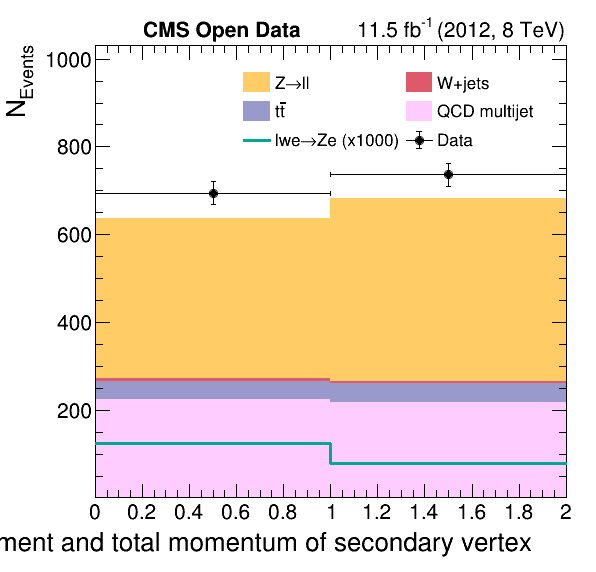 CMS Open Data 11.5 fb⁻¹ (2012, 8 TeV)
N_Events
Z→ll W+jets
tt̄ QCD multijet
lwe→Ze (x1000) Data
1000
800
600
400
200
0 0.2 0.4 0.6 0.8 1 1.2 1.4 1.6 1.8 2
ment and total momentum of secondary vertex